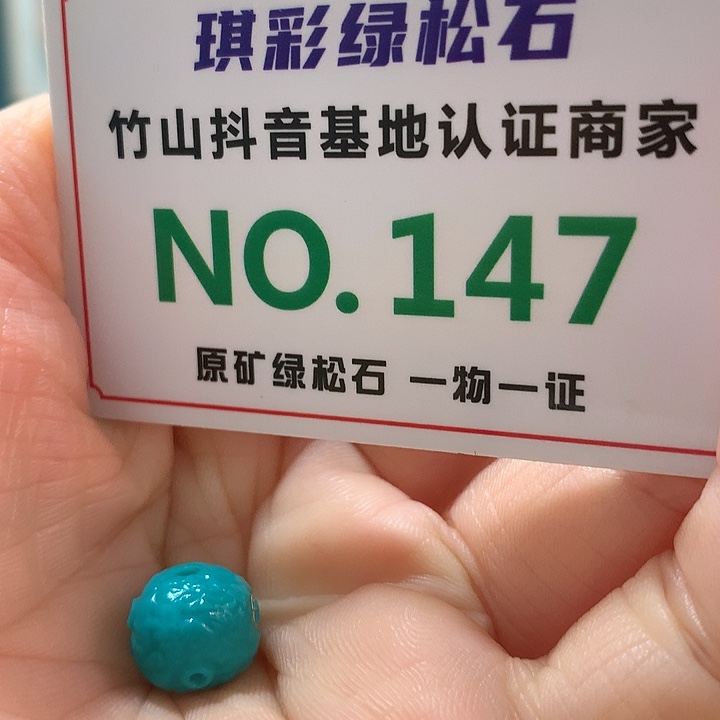 琪彩绿松石
竹山抖音基地认证商家
NO.147
原矿绿松石 一物一证